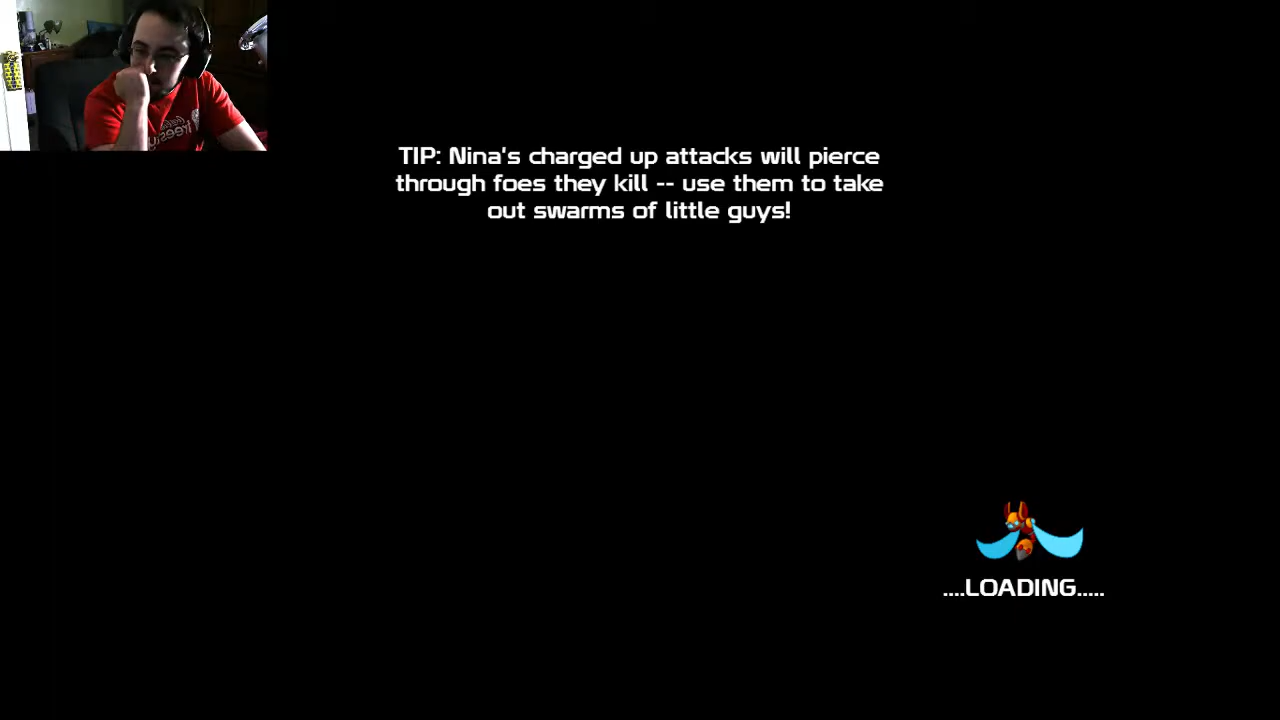 TIP: Nina's charged up attacks will pierce
through foes they kill -- use them to take
out swarms of little guys!
....LOADING.....